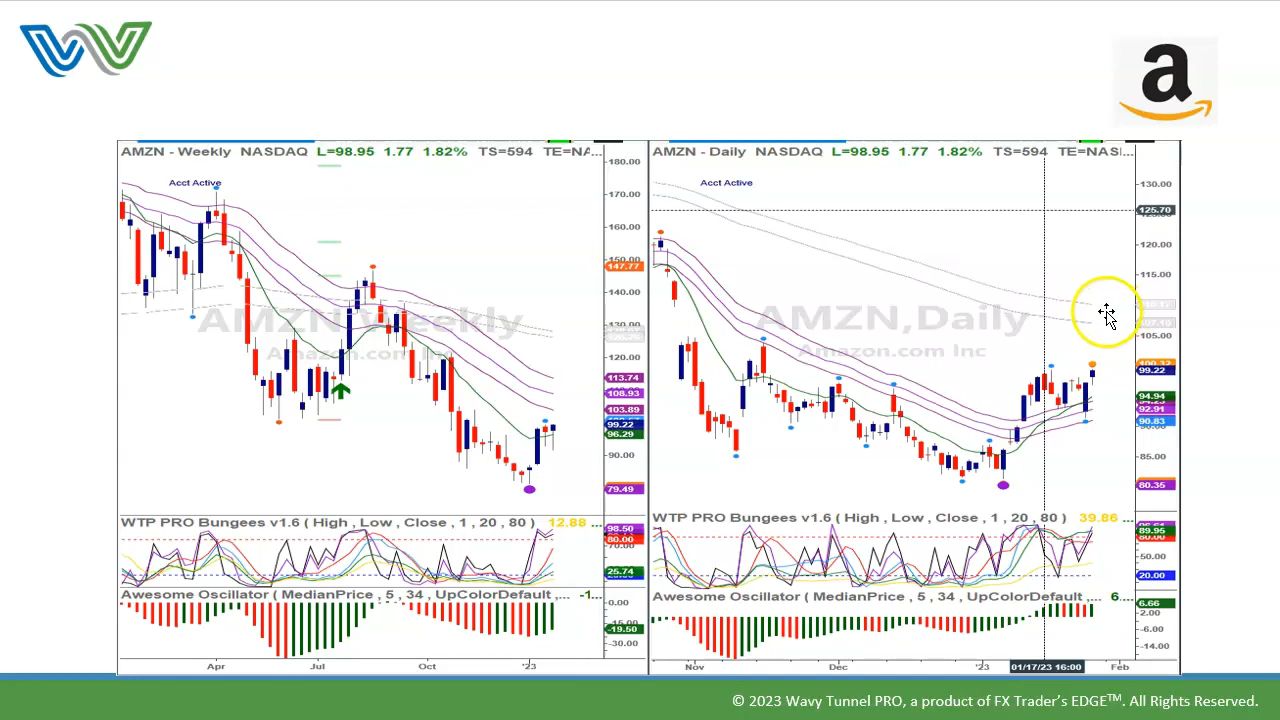 a
AMZN - Weekly NASDAQ L=98.95 1.77 1.82% TS=594 TE=NA...
Acct Active
180.00
170.00
160.00
150.00
147.77
140.00
130.00
120.00
113.74
108.93
103.89
99.22
96.29
90.00
79.49
AMZN,Weekly
Amazon.com Inc
WTP PRO Bungees v1.6 ( High , Low , Close , 1 , 20 , 80 ) 12.88 ...
98.50
80.00
25.74
Awesome Oscillator ( MedianPrice , 5 , 34 , UpColorDefault , ... -1
0.00
-19.50
-30.00
Apr Jul Oct '23
AMZN - Daily NASDAQ L=98.95 1.77 1.82% TS=594 TE=NAS...
Acct Active
130.00
125.70
120.00
115.00
107.10
105.00
100.32
99.22
94.94
92.91
90.83
85.00
80.35
AMZN,Daily
Amazon.com Inc
WTP PRO Bungees v1.6 ( High , Low , Close , 1 , 20 , 80 ) 39.86 ...
89.95
80.00
50.00
20.00
Awesome Oscillator ( MedianPrice , 5 , 34 , UpColorDefault, ... 6...
6.66
2.00
-6.00
-14.00
Nov Dec '23 01/17/23 16:00 Feb
© 2023 Wavy Tunnel PRO, a product of FX Trader's EDGE™. All Rights Reserved.